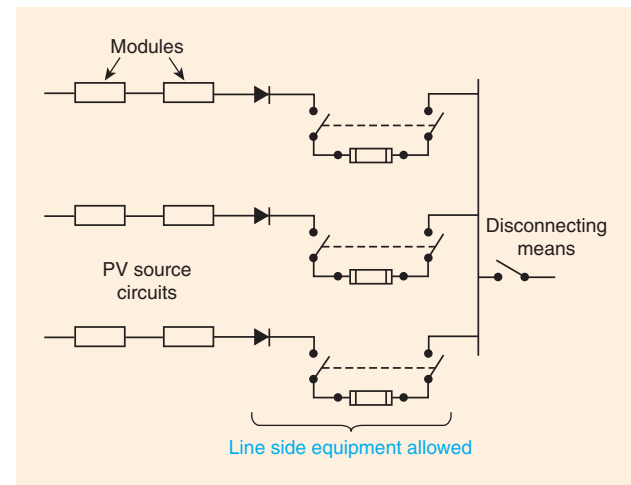 Modules
Disconnecting
means
PV source
circuits
Line side equipment allowed